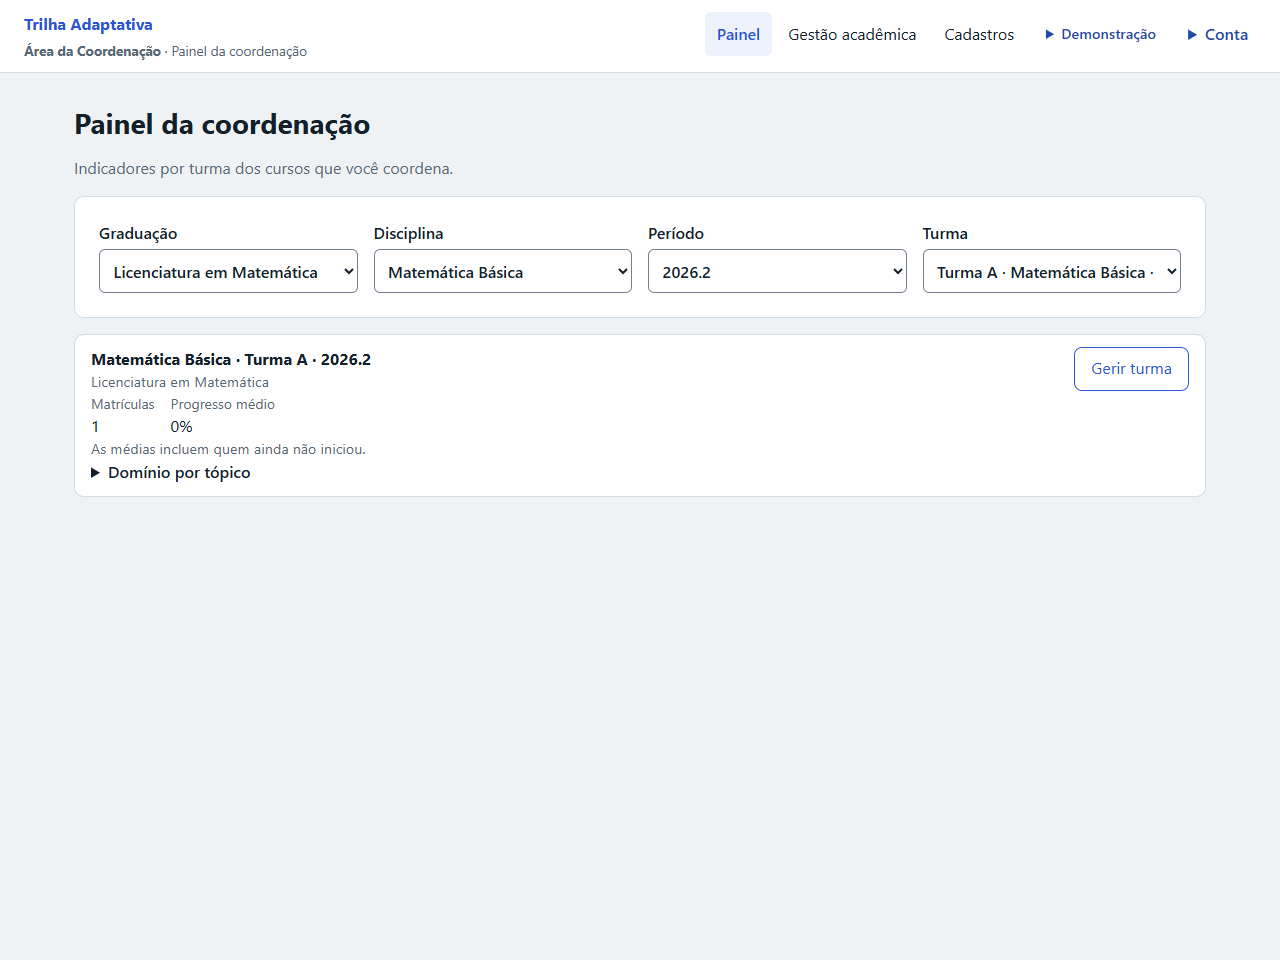 Trilha Adaptativa
Área da Coordenação · Painel da coordenação
Painel
Gestão acadêmica
Cadastros
Demonstração
Conta
Painel da coordenação
Indicadores por turma dos cursos que você coordena.
Graduação
Disciplina
Período
Turma
Licenciatura em Matemática
Matemática Básica
2026.2
Turma A · Matemática Básica ·
Matemática Básica · Turma A · 2026.2
Gerir turma
Licenciatura em Matemática
Matrículas
Progresso médio
1
0%
As médias incluem quem ainda não iniciou.
Domínio por tópico